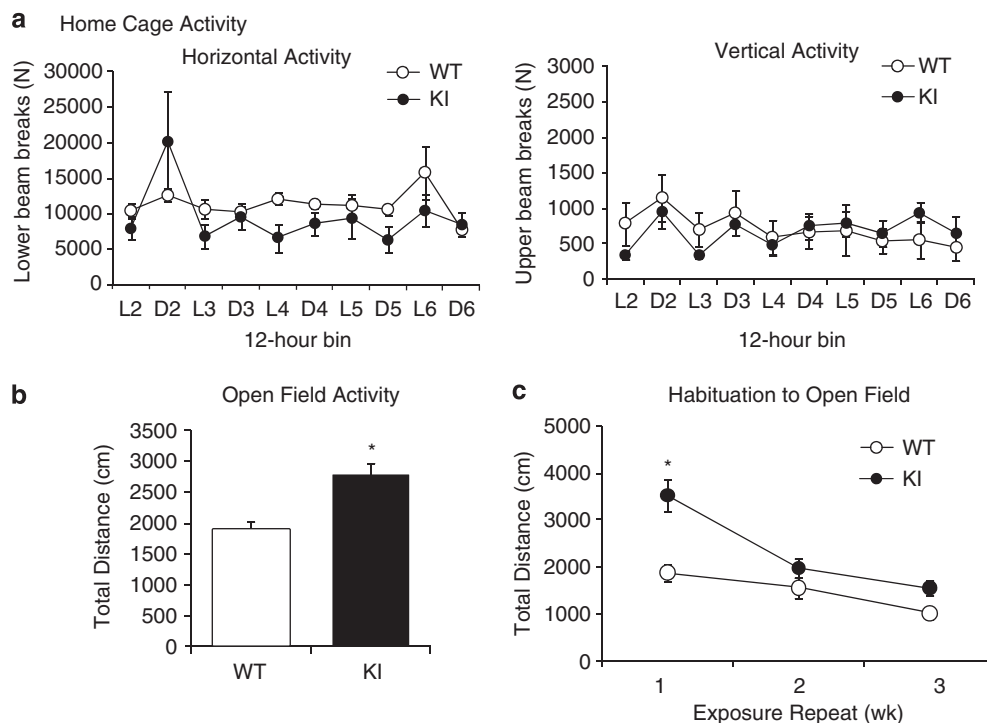 a Home Cage Activity
Horizontal Activity
Lower beam breaks (N)
30000
25000
20000
15000
10000
5000
0
WT
KI
L2 D2 L3 D3 L4 D4 L5 D5 L6 D6
12-hour bin
Vertical Activity
Upper beam breaks (N)
3000
2500
2000
1500
1000
500
0
WT
KI
L2 D2 L3 D3 L4 D4 L5 D5 L6 D6
12-hour bin
b Open Field Activity
Total Distance (cm)
3500
3000
2500
2000
1500
1000
500
0
*
WT KI
c Habituation to Open Field
Total Distance (cm)
5000
4000
3000
2000
1000
0
*
WT
KI
1 2 3
Exposure Repeat (wk)